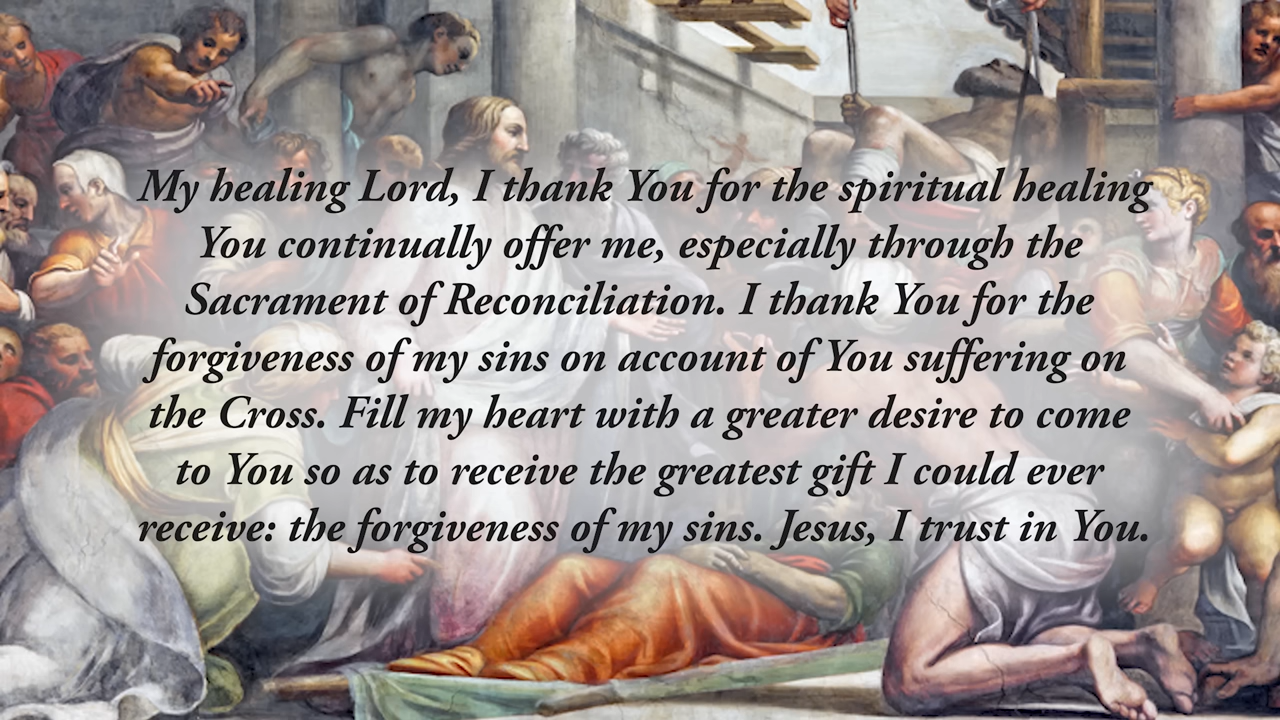 My healing Lord, I thank You for the spiritual healing
You continually offer me, especially through the
Sacrament of Reconciliation. I thank You for the
forgiveness of my sins on account of You suffering on
the Cross. Fill my heart with a greater desire to come
to You so as to receive the greatest gift I could ever
receive: the forgiveness of my sins. Jesus, I trust in You.